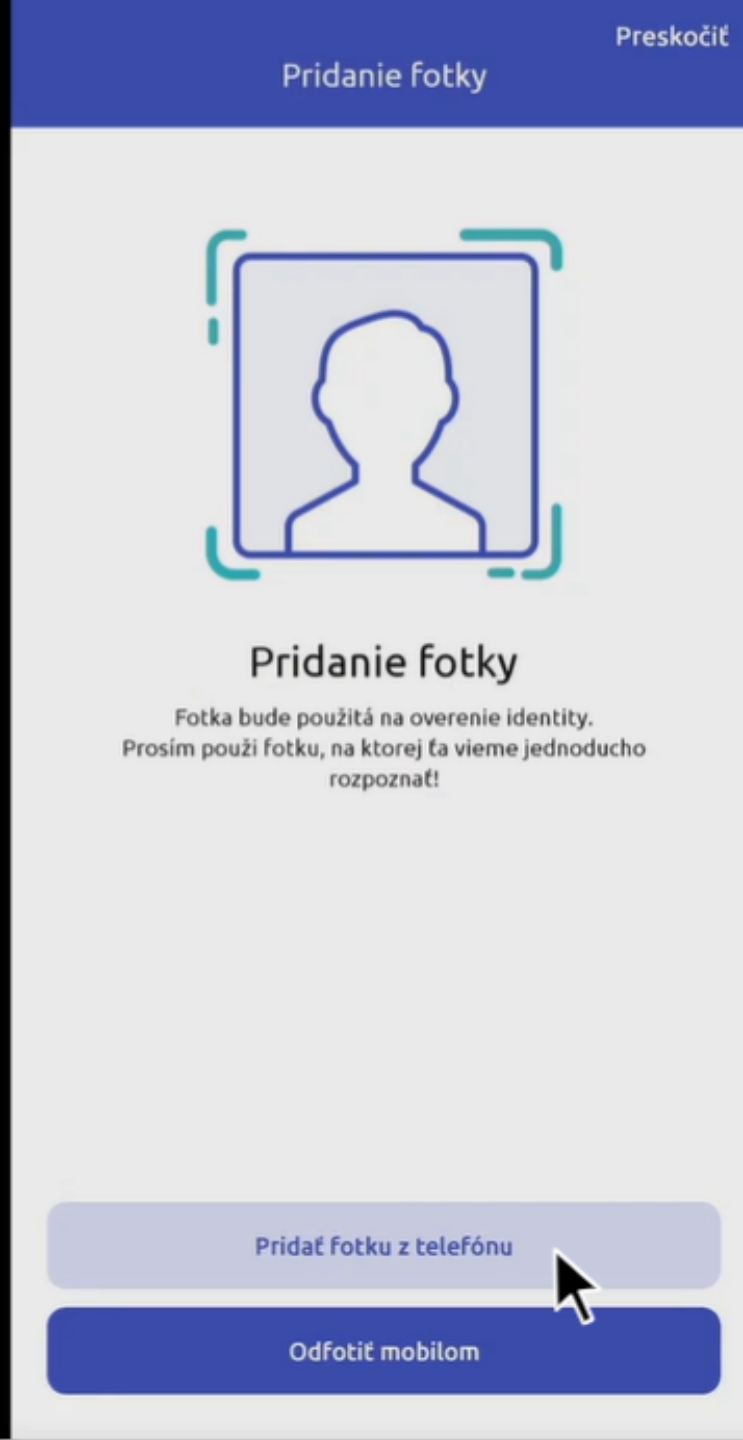 Preskočiť
Pridanie fotky
Pridanie fotky
Fotka bude použitá na overenie identity.
Prosím použi fotku, na ktorej ťa vieme jednoducho
rozpoznať!
Pridať fotku z telefónu
Odfotiť mobilom